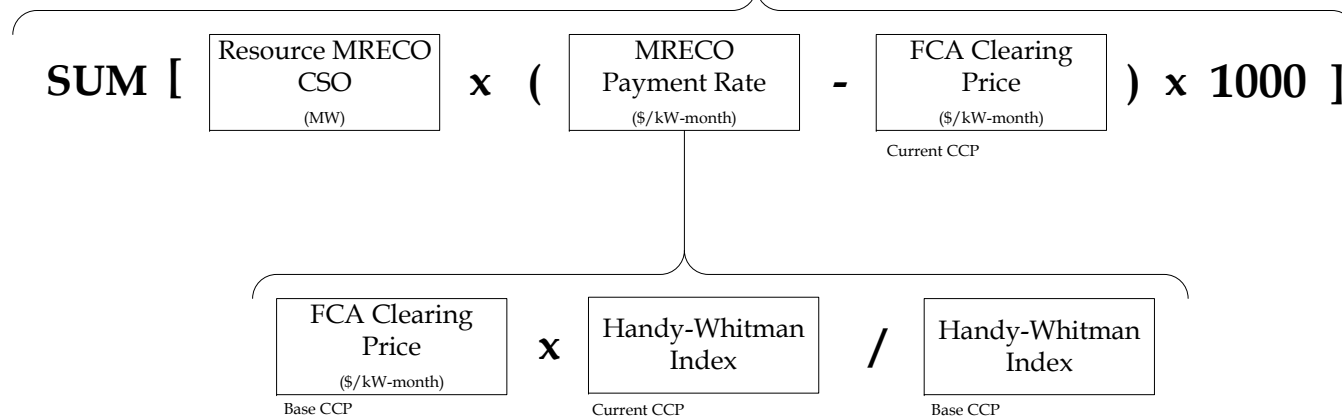 SUM [ Resource MRECO CSO (MW) x ( MRECO Payment Rate ($/kW-month) - FCA Clearing Price ($/kW-month) ) x 1000 ]
Current CCP
FCA Clearing Price ($/kW-month) x Handy-Whitman Index / Handy-Whitman Index
Base CCP Current CCP Base CCP